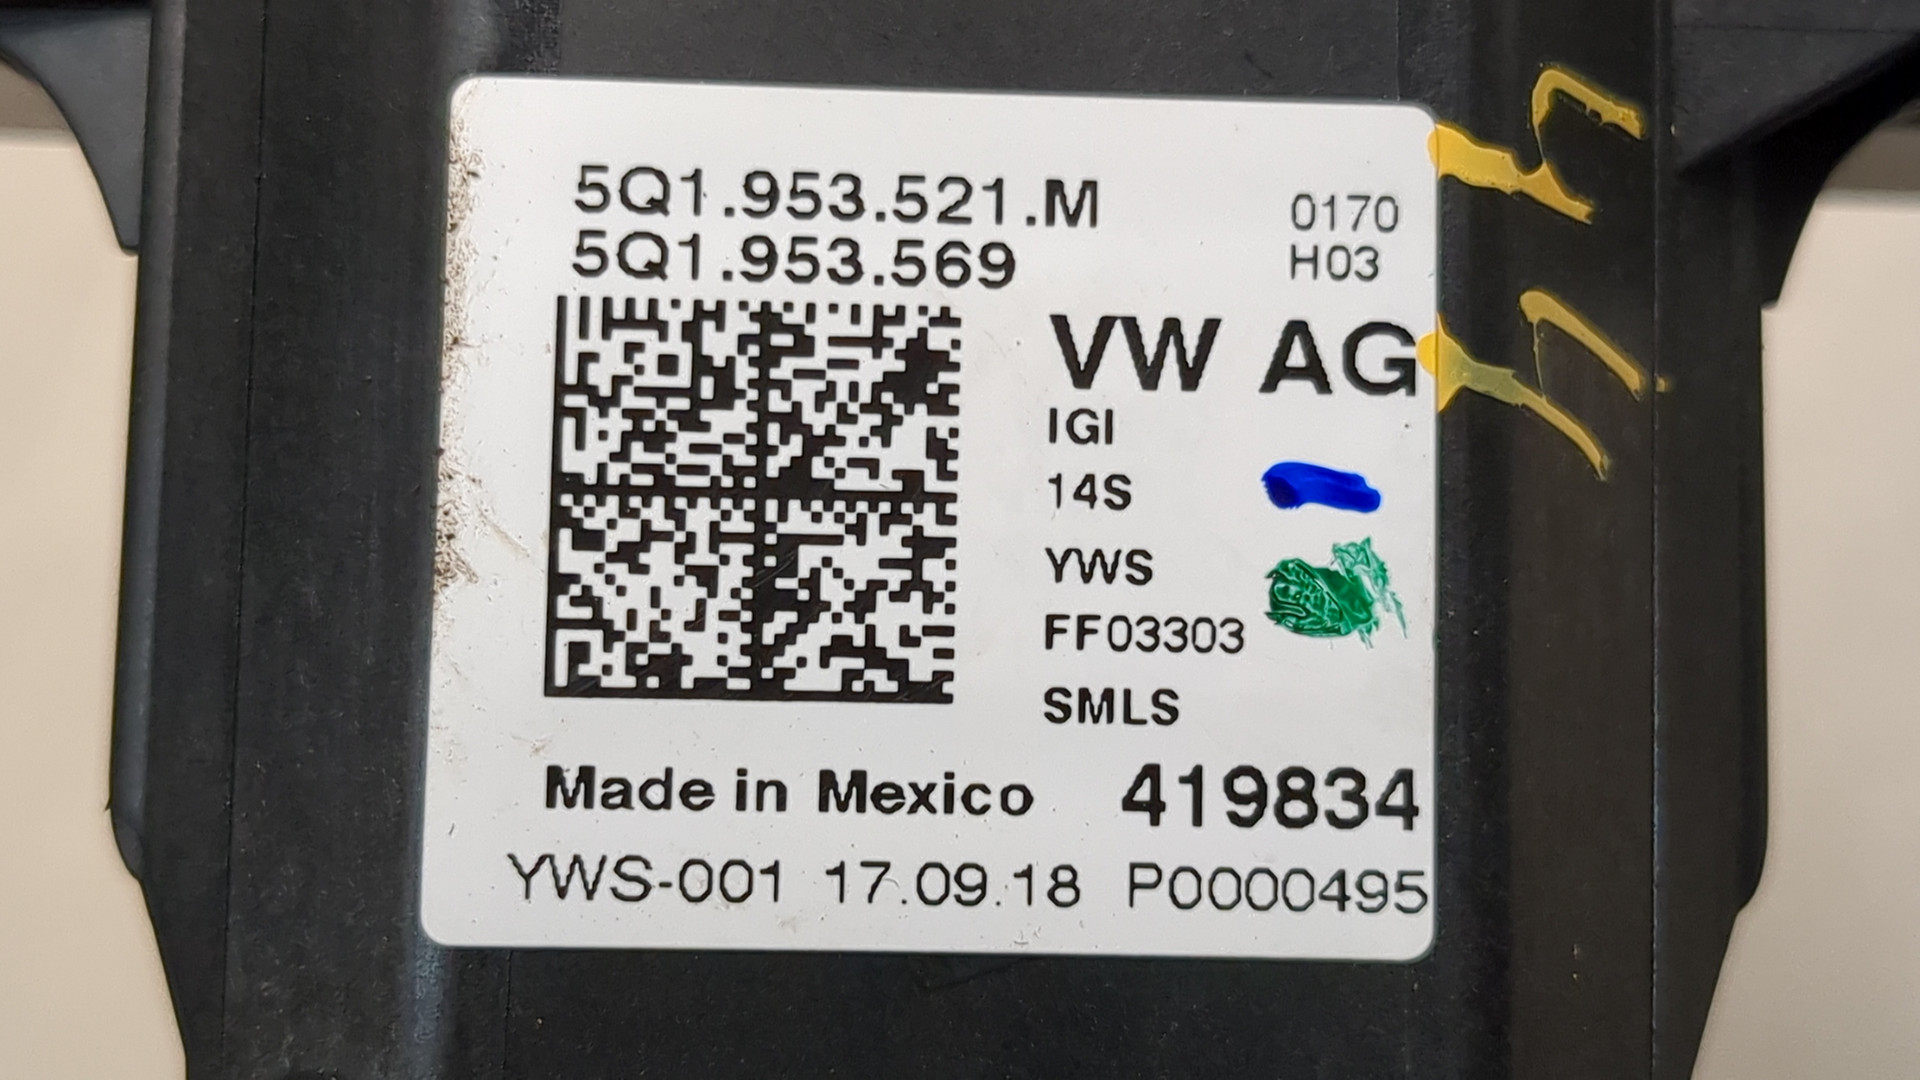 5Q1.953.521.M
5Q1.953.569
0170
H03
VW AG
IGI
14S
YWS
FF03303
SMLS
Made in Mexico 419834
YWS-001 17.09.18 P0000495